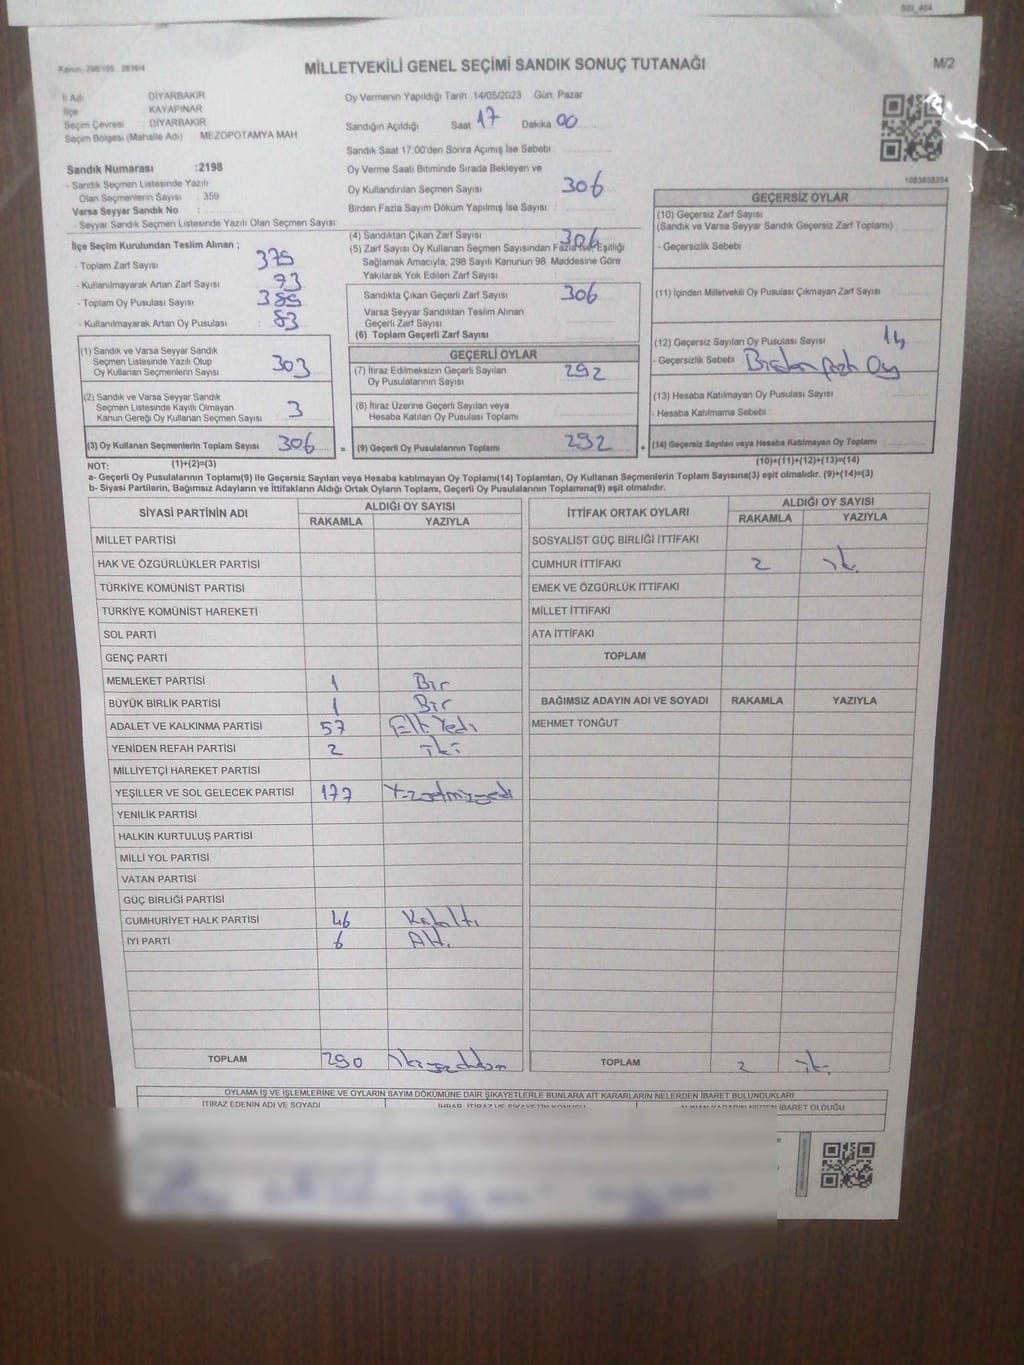 MİLLETVEKİLİ GENEL SEÇİMİ SANDIK SONUÇ TUTANAĞI
M/2
İl Adı DİYARBAKIR
İlçe KAYAPINAR
Seçim Çevresi DİYARBAKIR
Seçim Bölgesi (Mahalle Adı) MEZOPOTAMYA MAH.
Sandık Numarası :2198
- Sandık Seçmen Listesinde Yazılı
Olan Seçmenlerin Sayısı : 359
Varsa Seyyar Sandık No :
- Seyyar Sandık Seçmen Listesinde Yazılı Olan Seçmen Sayısı
Oy Vermenin Yapıldığı Tarih 14/05/2023 Gün: Pazar
Sandığın Açıldığı Saat 17 Dakika 00
Sandık Saat 17:00'den Sonra Açımış İse Sebebi :
Oy Verme Saati Bitiminde Sırada Bekleyen ve
Oy Kullandırılan Seçmen Sayısı 306
Birden Fazla Sayım Döküm Yapılmış İse Sayısı :
İlçe Seçim Kurulundan Teslim Alınan ;
- Toplam Zarf Sayısı 375
- Kullanılmayarak Artan Zarf Sayısı 73
- Toplam Oy Pusulası Sayısı
- Kullanılmayarak Artan Oy Pusulası 83
(1) Sandık ve Varsa Seyyar Sandık
Seçmen Listesinde Yazılı Olup
Oy Kullanan Seçmenlerin Sayısı 303
(2) Sandık ve Varsa Seyyar Sandık
Seçmen Listesinde Kayıtlı Olmayan
Kanun Gereği Oy Kullanan Seçmen Sayısı 3
(3) Oy Kullanan Seçmenlerin Toplam Sayısı 306 =
(4) Sandıktan Çıkan Zarf Sayısı 306
(5) Zarf Sayısı Oy Kullanan Seçmen Sayısından Fazla İse, Eşitliği
Sağlamak Amacıyla, 298 Sayılı Kanunun 98. Maddesine Göre
Yakılarak Yok Edilen Zarf Sayısı
Sandıkta Çıkan Geçerli Zarf Sayısı 306
Varsa Seyyar Sandıktan Teslim Alınan
Geçerli Zarf Sayısı
(6) Toplam Geçerli Zarf Sayısı
GEÇERLİ OYLAR
(7) İtiraz Edilmeksizin Geçerli Sayılan
Oy Pusulalarının Sayısı 292
(8) İtiraz Üzerine Geçerli Sayılan veya
Hesaba Katılan Oy Pusulası Toplamı
(9) Geçerli Oy Pusulalarının Toplamı 292 +
1083838204
GEÇERSİZ OYLAR
(10) Geçersiz Zarf Sayısı
(Sandık ve Varsa Seyyar Sandık Geçersiz Zarf Toplamı)
- Geçersizlik Sebebi
(11) İçinden Milletvekili Oy Pusulası Çıkmayan Zarf Sayısı
(12) Geçersiz Sayılan Oy Pusulası Sayısı 14
- Geçersizlik Sebebi Oy
(13) Hesaba Katılmayan Oy Pusulası Sayısı
- Hesaba Katılmama Sebebi
(14) Geçersiz Sayılan veya Hesaba Katılmayan Oy Toplamı
NOT: (1)+(2)=(3) (10)+(11)+(12)+(13)=(14)
a- Geçerli Oy Pusulalarının Toplamı(9) ile Geçersiz Sayılan veya Hesaba katılmayan Oy Toplamı(14) Toplamları, Oy Kullanan Seçmenlerin Toplam Sayısına(3) eşit olmalıdır. (9)+(14)=(3)
b- Siyasi Partilerin, Bağımsız Adayların ve İttifakların Aldığı Ortak Oyların Toplamı, Geçerli Oy Pusulalarının Toplamına(9) eşit olmalıdır.
SİYASİ PARTİNİN ADI ALDIĞI OY SAYISI
RAKAMLA YAZIYLA
MİLLET PARTİSİ
HAK VE ÖZGÜRLÜKLER PARTİSİ
TÜRKİYE KOMÜNİST PARTİSİ
TÜRKİYE KOMÜNİST HAREKETİ
SOL PARTİ
GENÇ PARTİ
MEMLEKET PARTİSİ 1 Bir
BÜYÜK BİRLİK PARTİSİ 1 Bir
ADALET VE KALKINMA PARTİSİ 57 Elli Yedi
YENİDEN REFAH PARTİSİ 2 iki
MİLLİYETÇİ HAREKET PARTİSİ
YEŞİLLER VE SOL GELECEK PARTİSİ 177
YENİLİK PARTİSİ
HALKIN KURTULUŞ PARTİSİ
MİLLİ YOL PARTİSİ
VATAN PARTİSİ
GÜÇ BİRLİĞİ PARTİSİ
CUMHURİYET HALK PARTİSİ 46
İYİ PARTİ 6 Altı
TOPLAM 290
İTTİFAK ORTAK OYLARI ALDIĞI OY SAYISI
RAKAMLA YAZIYLA
SOSYALİST GÜÇ BİRLİĞİ İTTİFAKI
CUMHUR İTTİFAKI 2 iki
EMEK VE ÖZGÜRLÜK İTTİFAKI
MİLLET İTTİFAKI
ATA İTTİFAKI
TOPLAM
BAĞIMSIZ ADAYIN ADI VE SOYADI RAKAMLA YAZIYLA
MEHMET TONĞUT
TOPLAM 2 iki
OYLAMA İŞ VE İŞLEMLERİNE VE OYLARIN SAYIM DÖKÜMÜNE DAİR ŞİKAYETLERLE BUNLARA AİT KARARLARIN NELERDEN İBARET BULUNDUKLARI
İTİRAZ EDENİN ADI VE SOYADI
İBARET OLDUĞU